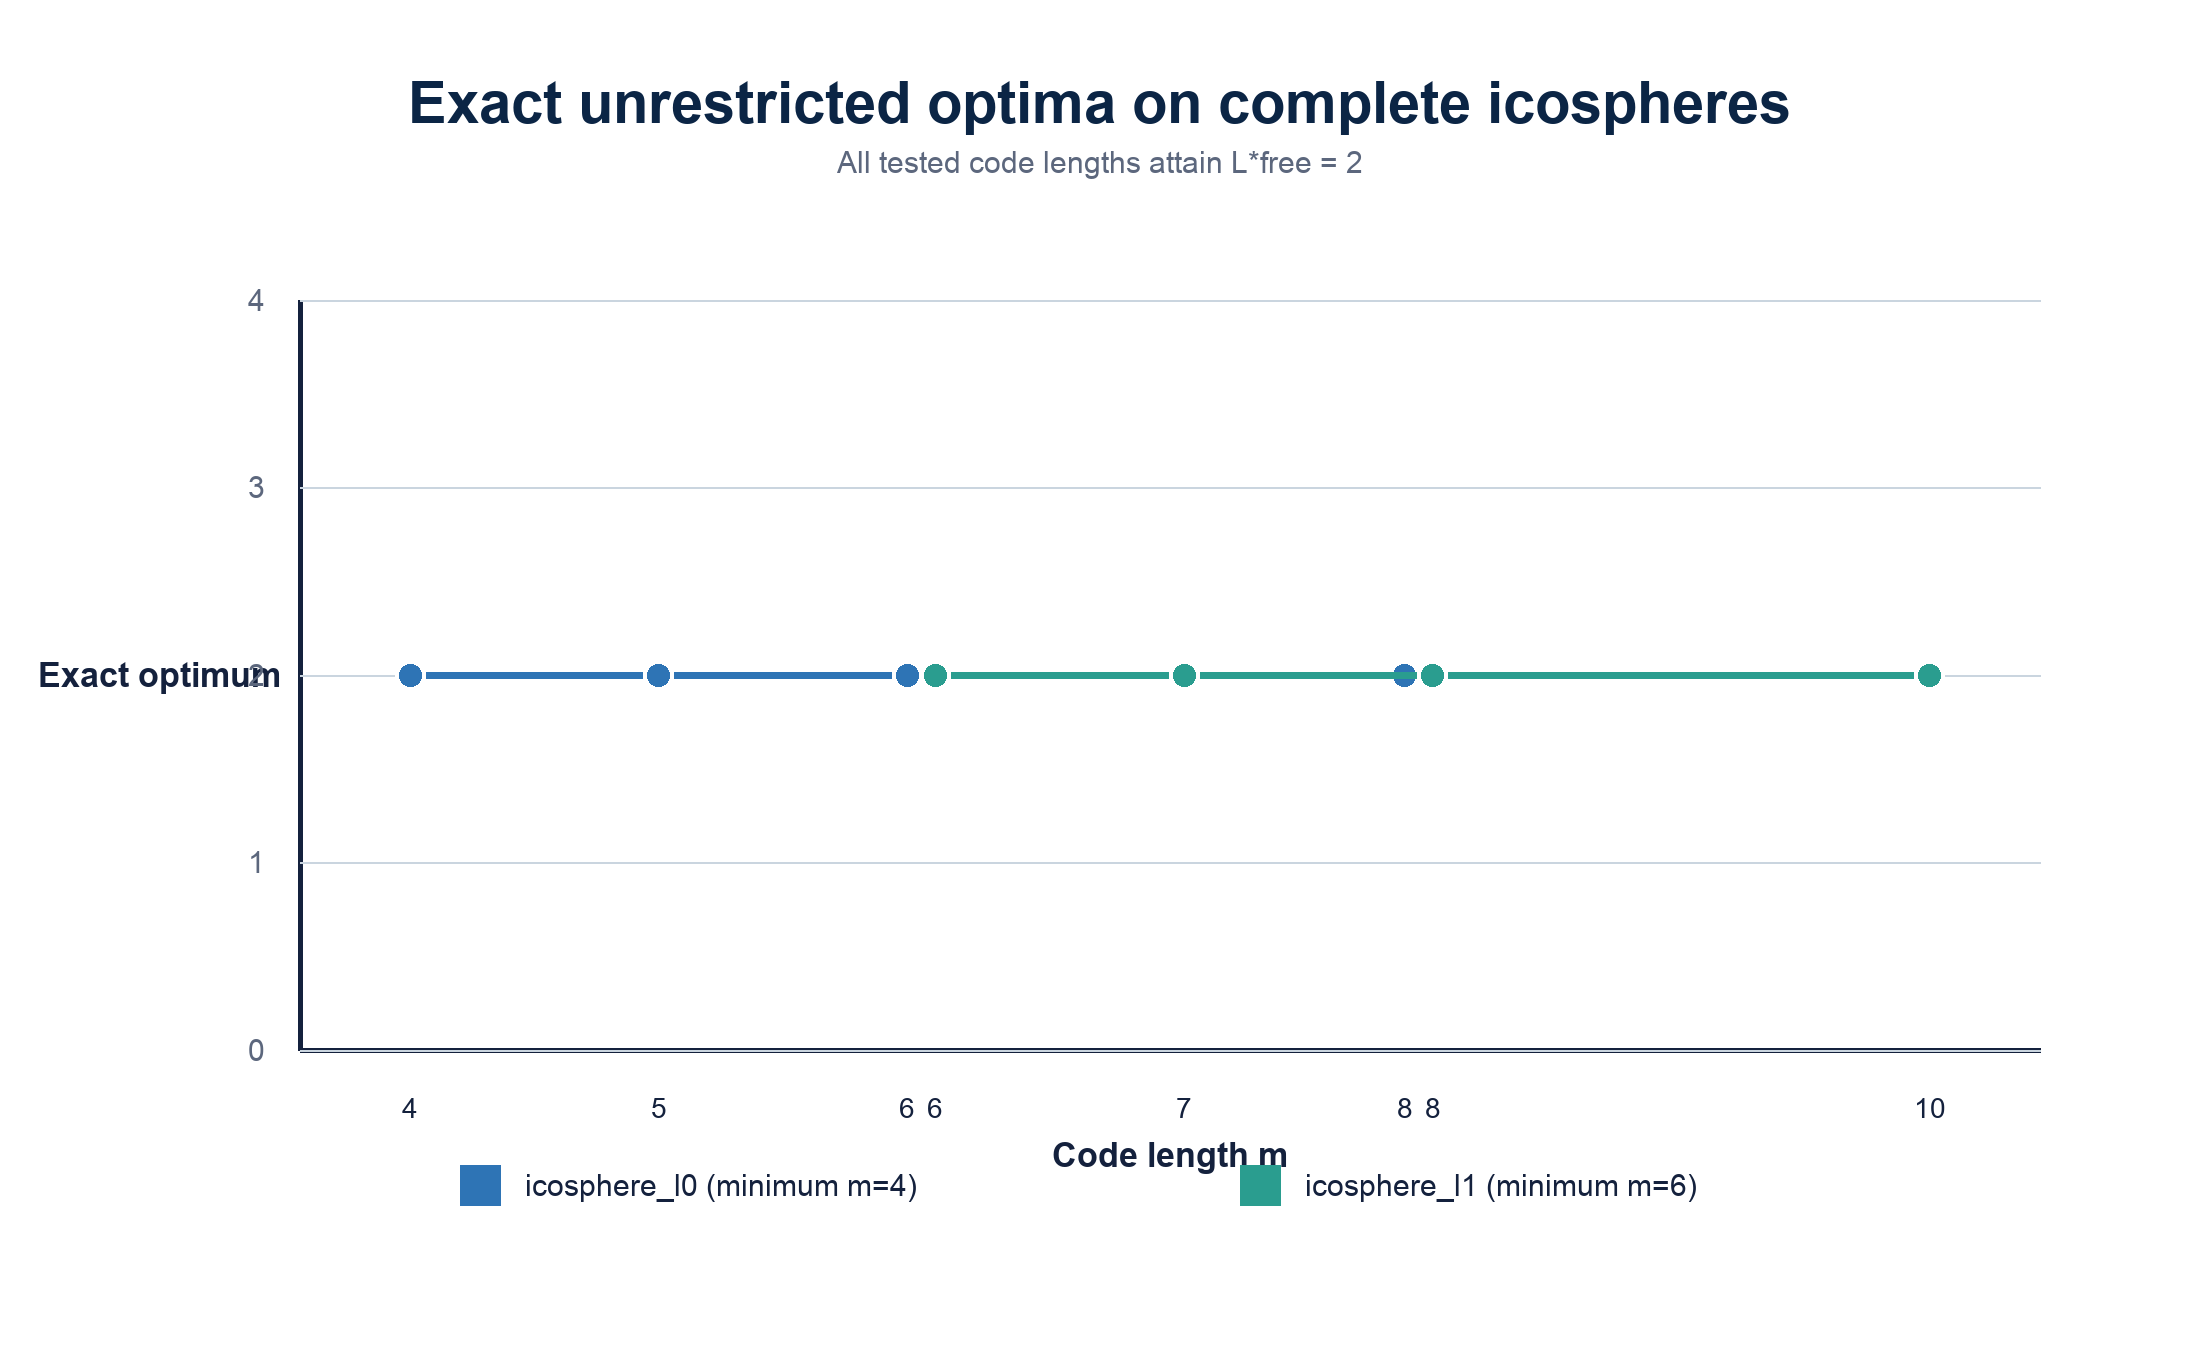 Exact unrestricted optima on complete icospheres
All tested code lengths attain L*free = 2
4
3
Exact optimum
2
1
0
4 5 6 6 7 8 8 10
Code length m
icosphere_l0 (minimum m=4)
icosphere_l1 (minimum m=6)